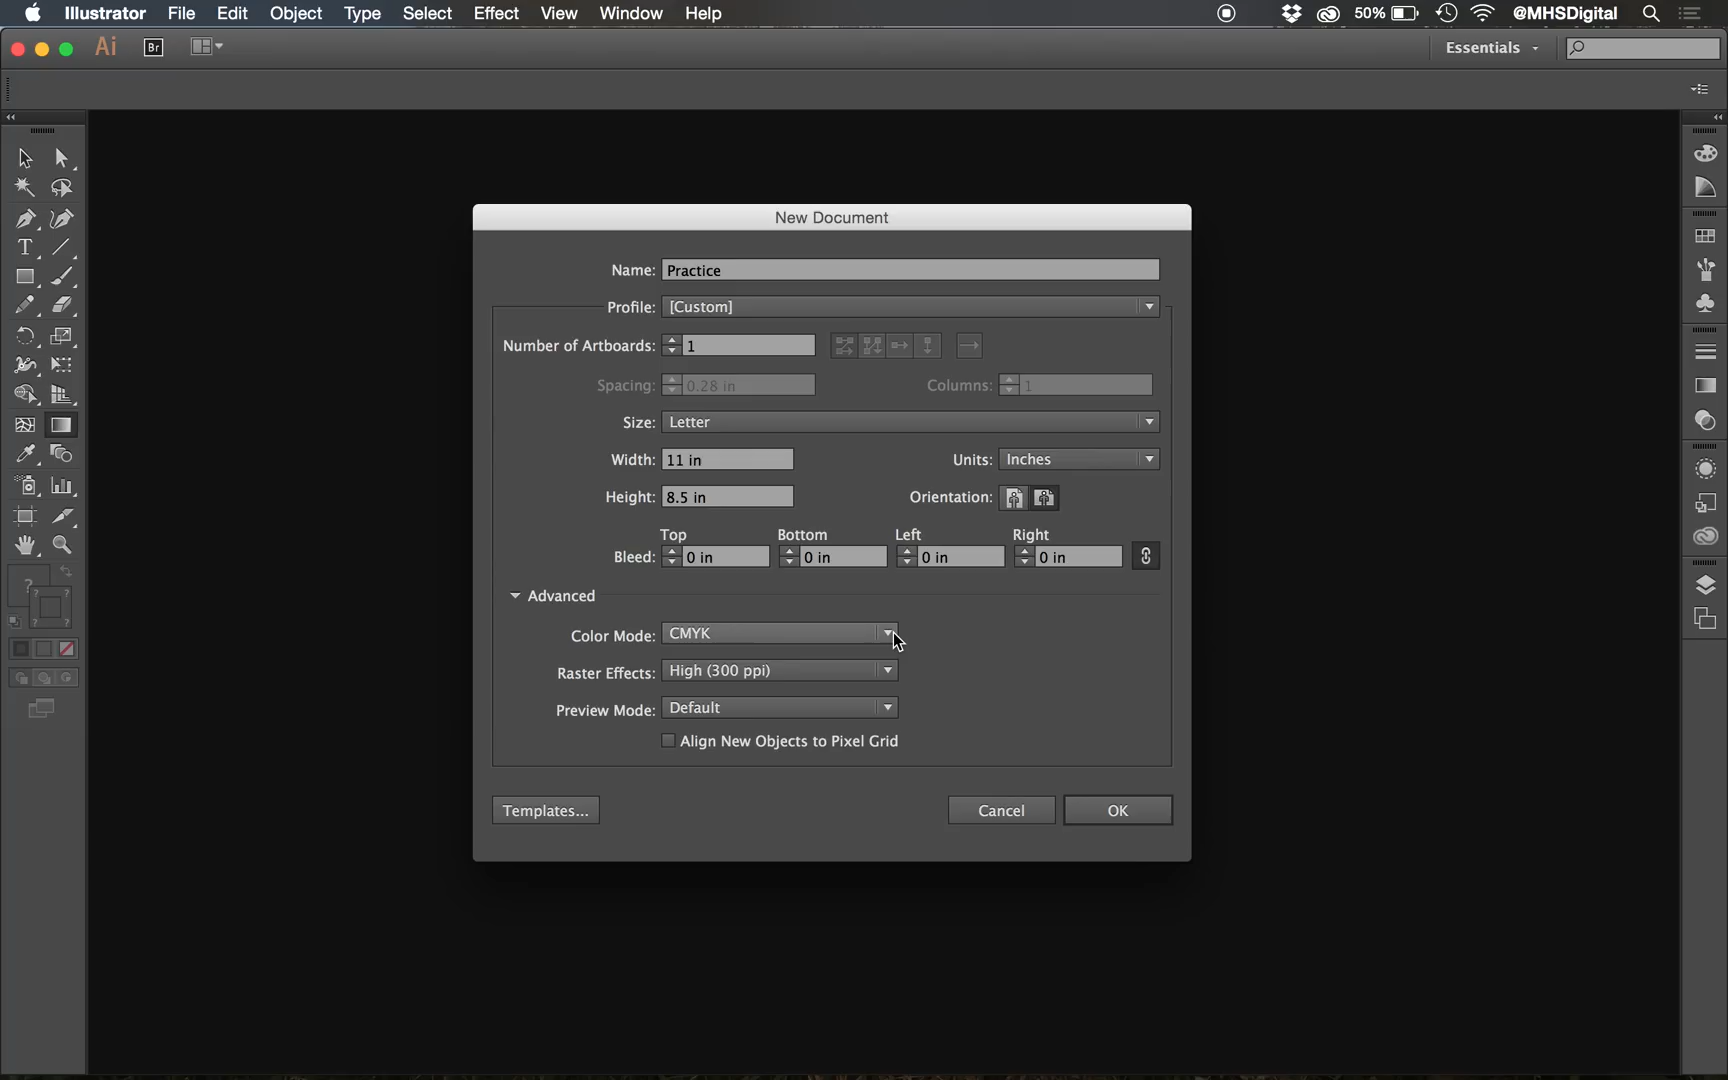 Illustrator File Edit Object Type Select Effect View Window Help 50% @MHSDigital
Ai Br Essentials
New Document
Name: Practice
Profile: [Custom]
Number of Artboards: 1
Spacing: 0.28 in Columns: 1
Size: Letter
Width: 11 in Units: Inches
Height: 8.5 in Orientation:
Top Bottom Left Right
Bleed: 0 in 0 in 0 in 0 in
Advanced
Color Mode: CMYK
Raster Effects: High (300 ppi)
Preview Mode: Default
Align New Objects to Pixel Grid
Templates... Cancel OK